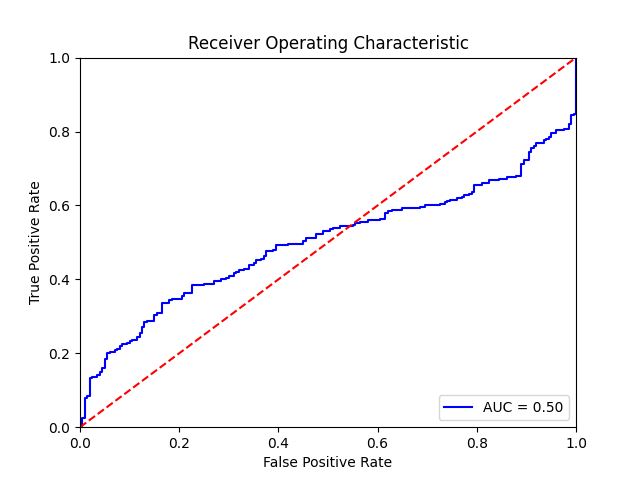 Receiver Operating Characteristic
True Positive Rate
1.0
0.8
0.6
0.4
0.2
0.0
AUC = 0.50
0.0 0.2 0.4 0.6 0.8 1.0
False Positive Rate